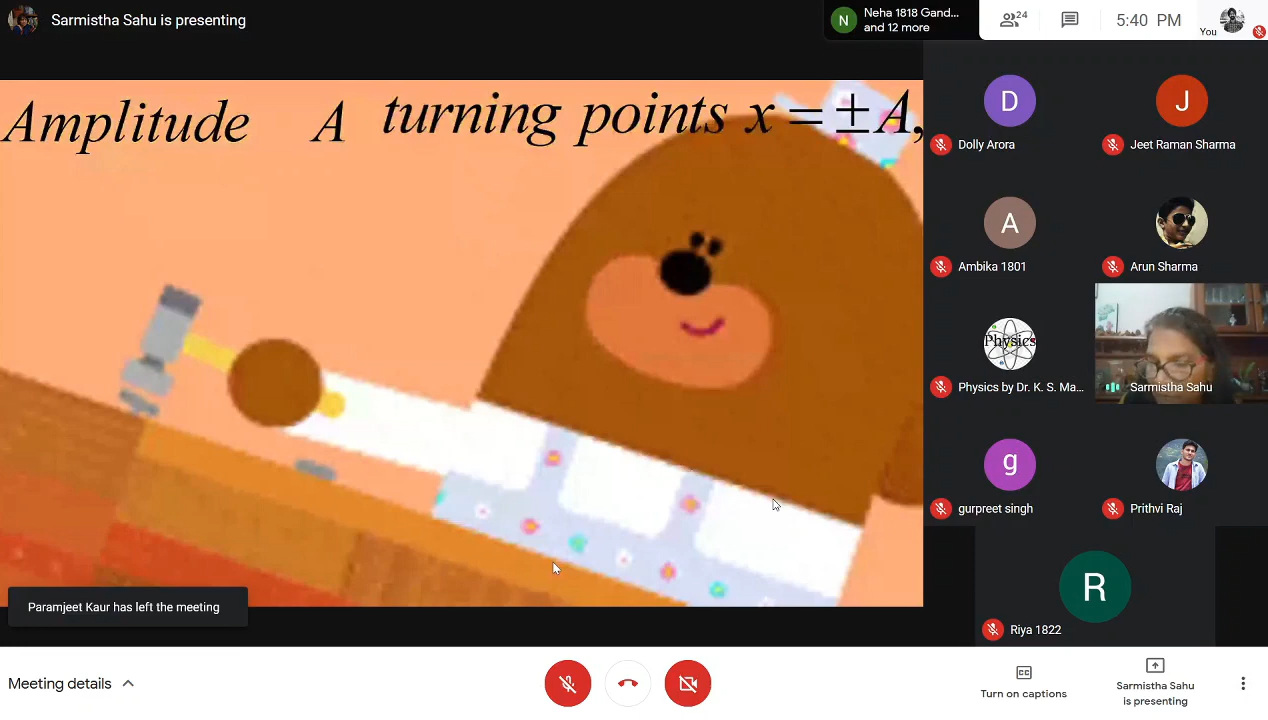 Sarmistha Sahu is presenting
N
Neha 1818 Gand...
and 12 more
24
5:40 PM
You
Amplitude A turning points x = ±A,
D
J
Dolly Arora
Jeet Raman Sharma
A
Ambika 1801
Arun Sharma
Physics
Physics by Dr. K. S. Ma...
Sarmistha Sahu
g
gurpreet singh
Prithvi Raj
R
Riya 1822
Paramjeet Kaur has left the meeting
Meeting details
CC
Turn on captions
Sarmistha Sahu
is presenting